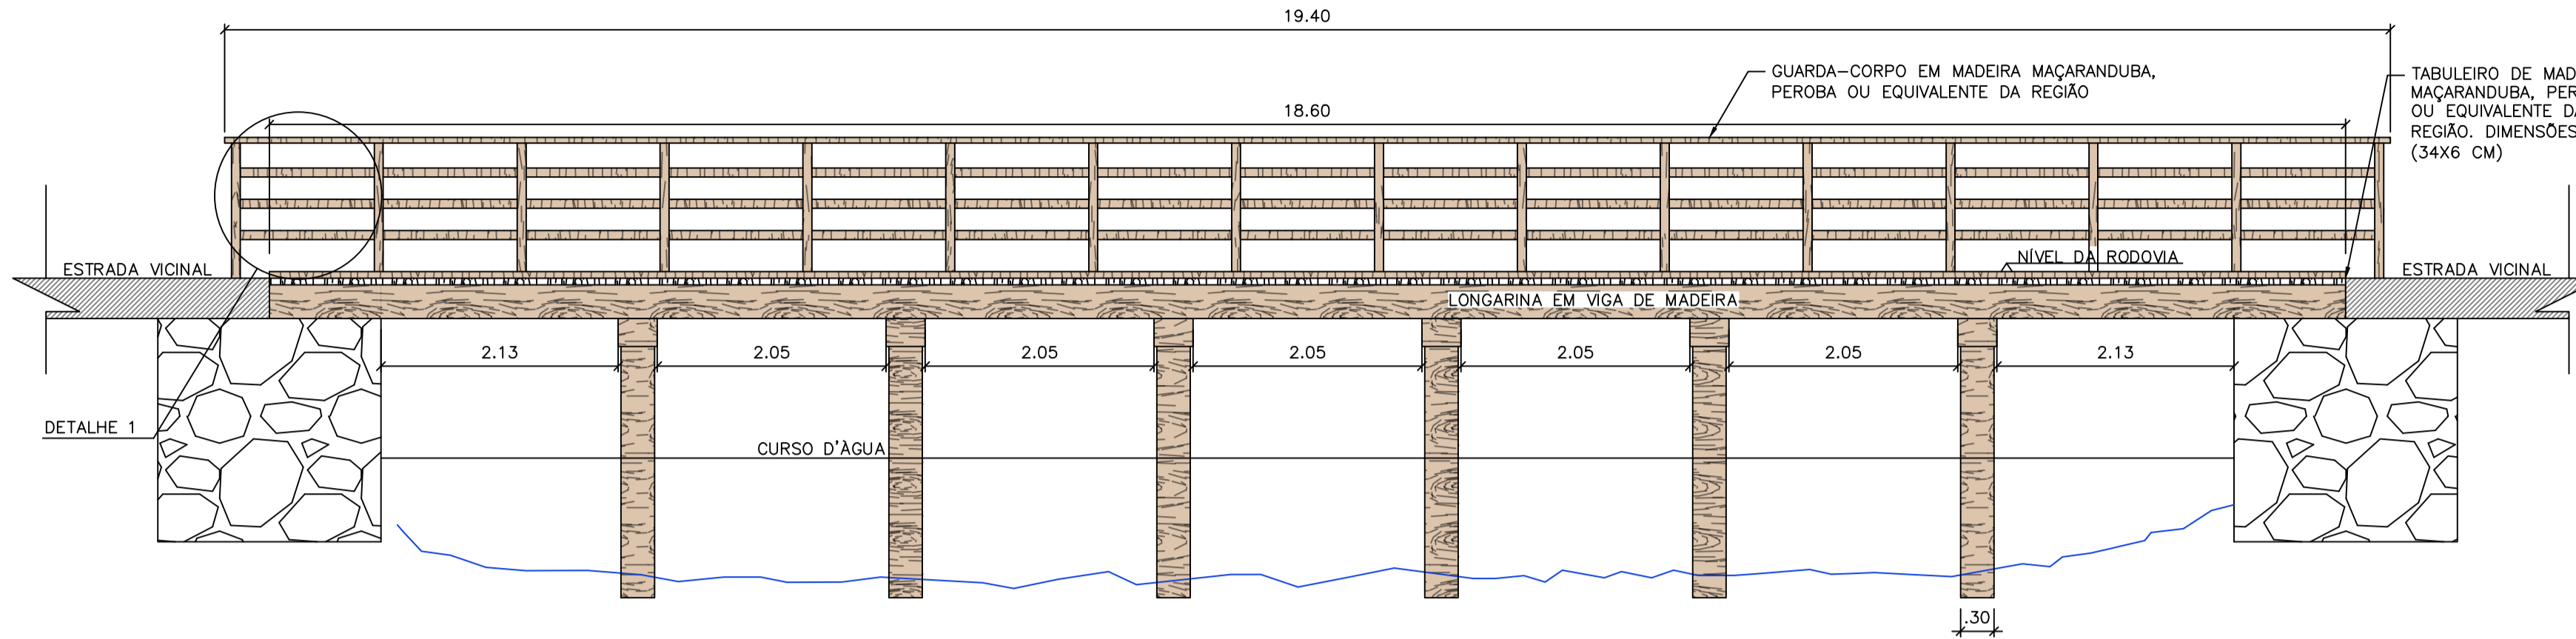 19.40
GUARDA-CORPO EM MADEIRA MAÇARANDUBA,
PEROBA OU EQUIVALENTE DA REGIÃO
TABULEIRO DE MAD
MAÇARANDUBA, PER
OU EQUIVALENTE DA
REGIÃO. DIMENSÕES
(34X6 CM)
18.60
ESTRADA VICINAL
NÍVEL DA RODOVIA
ESTRADA VICINAL
LONGARINA EM VIGA DE MADEIRA
2.13
2.05
2.05
2.05
2.05
2.05
2.13
DETALHE 1
CURSO D'ÀGUA
.30